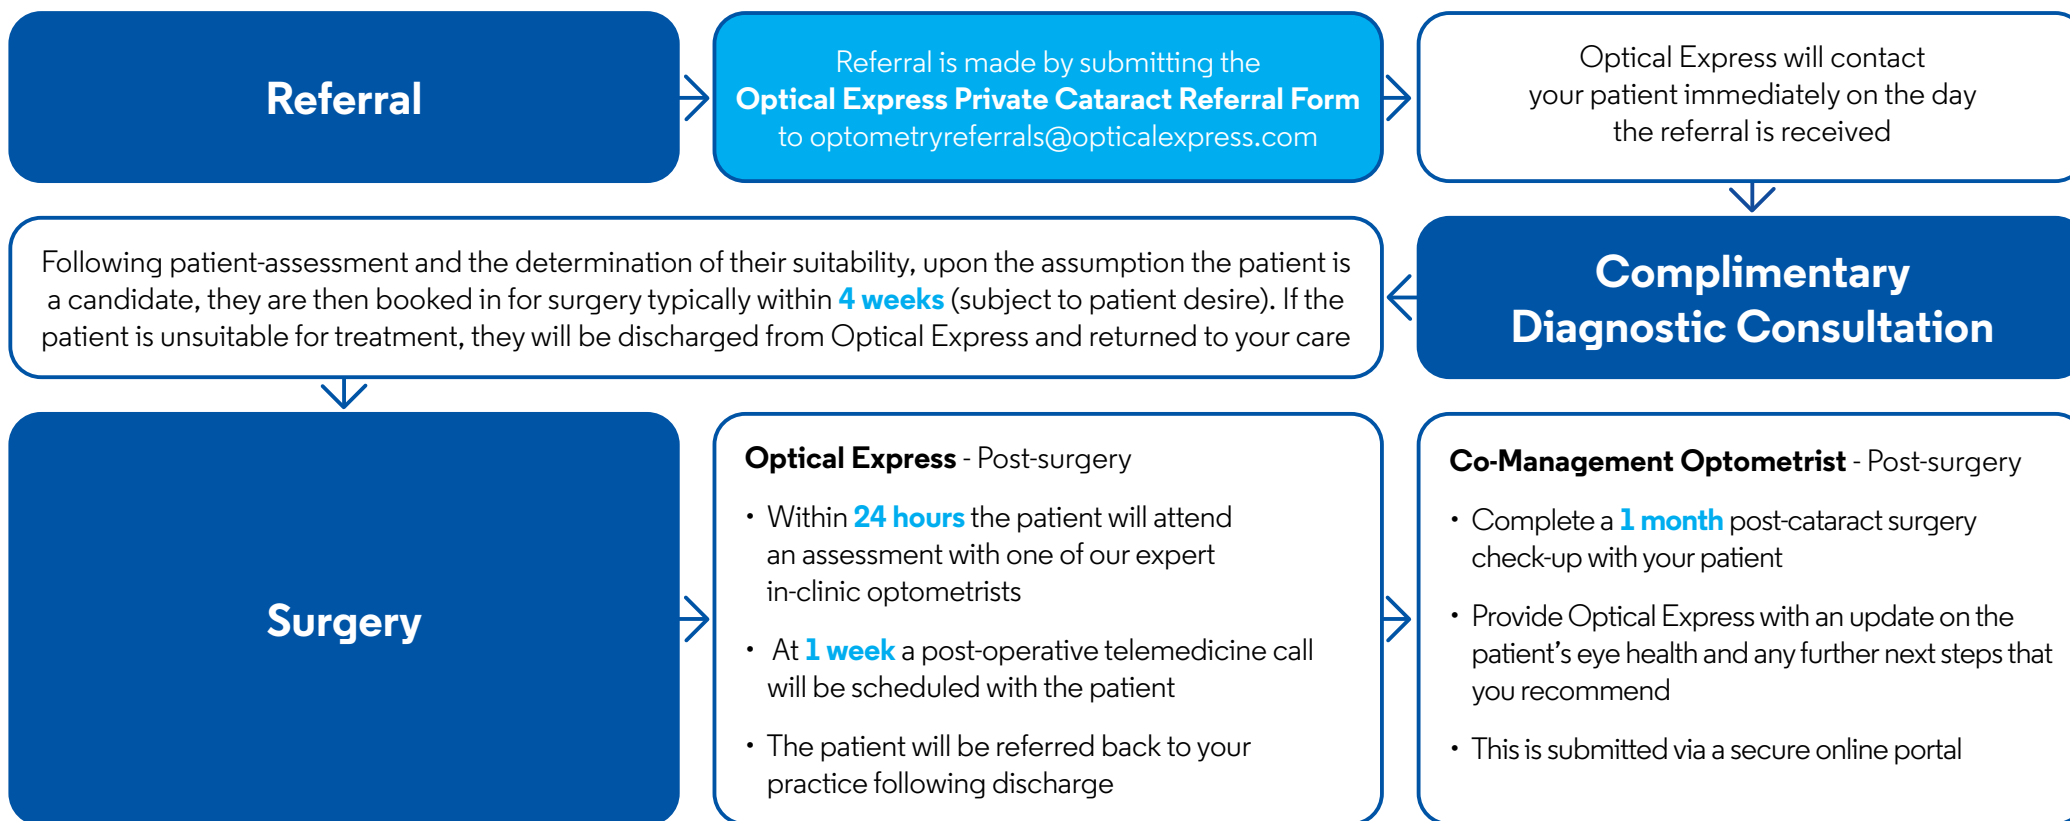 Referral
Referral is made by submitting the
Optical Express Private Cataract Referral Form
to optometryreferrals@opticalexpress.com
Optical Express will contact
your patient immediately on the day
the referral is received
Complimentary
Diagnostic Consultation
Following patient-assessment and the determination of their suitability, upon the assumption the patient is
a candidate, they are then booked in for surgery typically within 4 weeks (subject to patient desire). If the
patient is unsuitable for treatment, they will be discharged from Optical Express and returned to your care
Surgery
Optical Express - Post-surgery
• Within 24 hours the patient will attend
an assessment with one of our expert
in-clinic optometrists
• At 1 week a post-operative telemedicine call
will be scheduled with the patient
• The patient will be referred back to your
practice following discharge
Co-Management Optometrist - Post-surgery
• Complete a 1 month post-cataract surgery
check-up with your patient
• Provide Optical Express with an update on the
patient's eye health and any further next steps that
you recommend
• This is submitted via a secure online portal